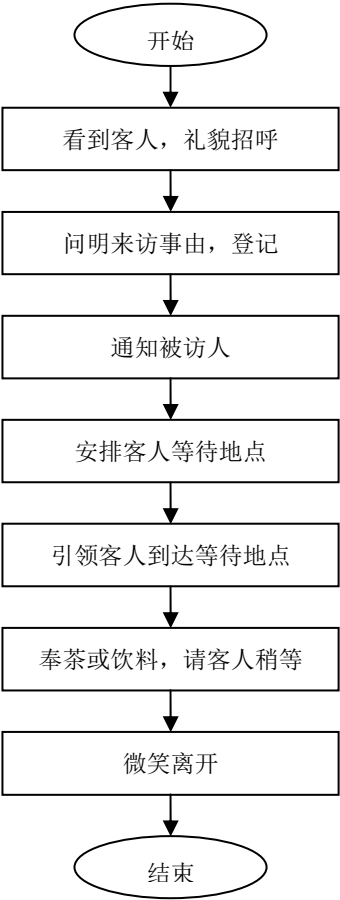 开始
看到客人，礼貌招呼
问明来访事由，登记
通知被访人
安排客人等待地点
引领客人到达等待地点
奉茶或饮料，请客人稍等
微笑离开
结束